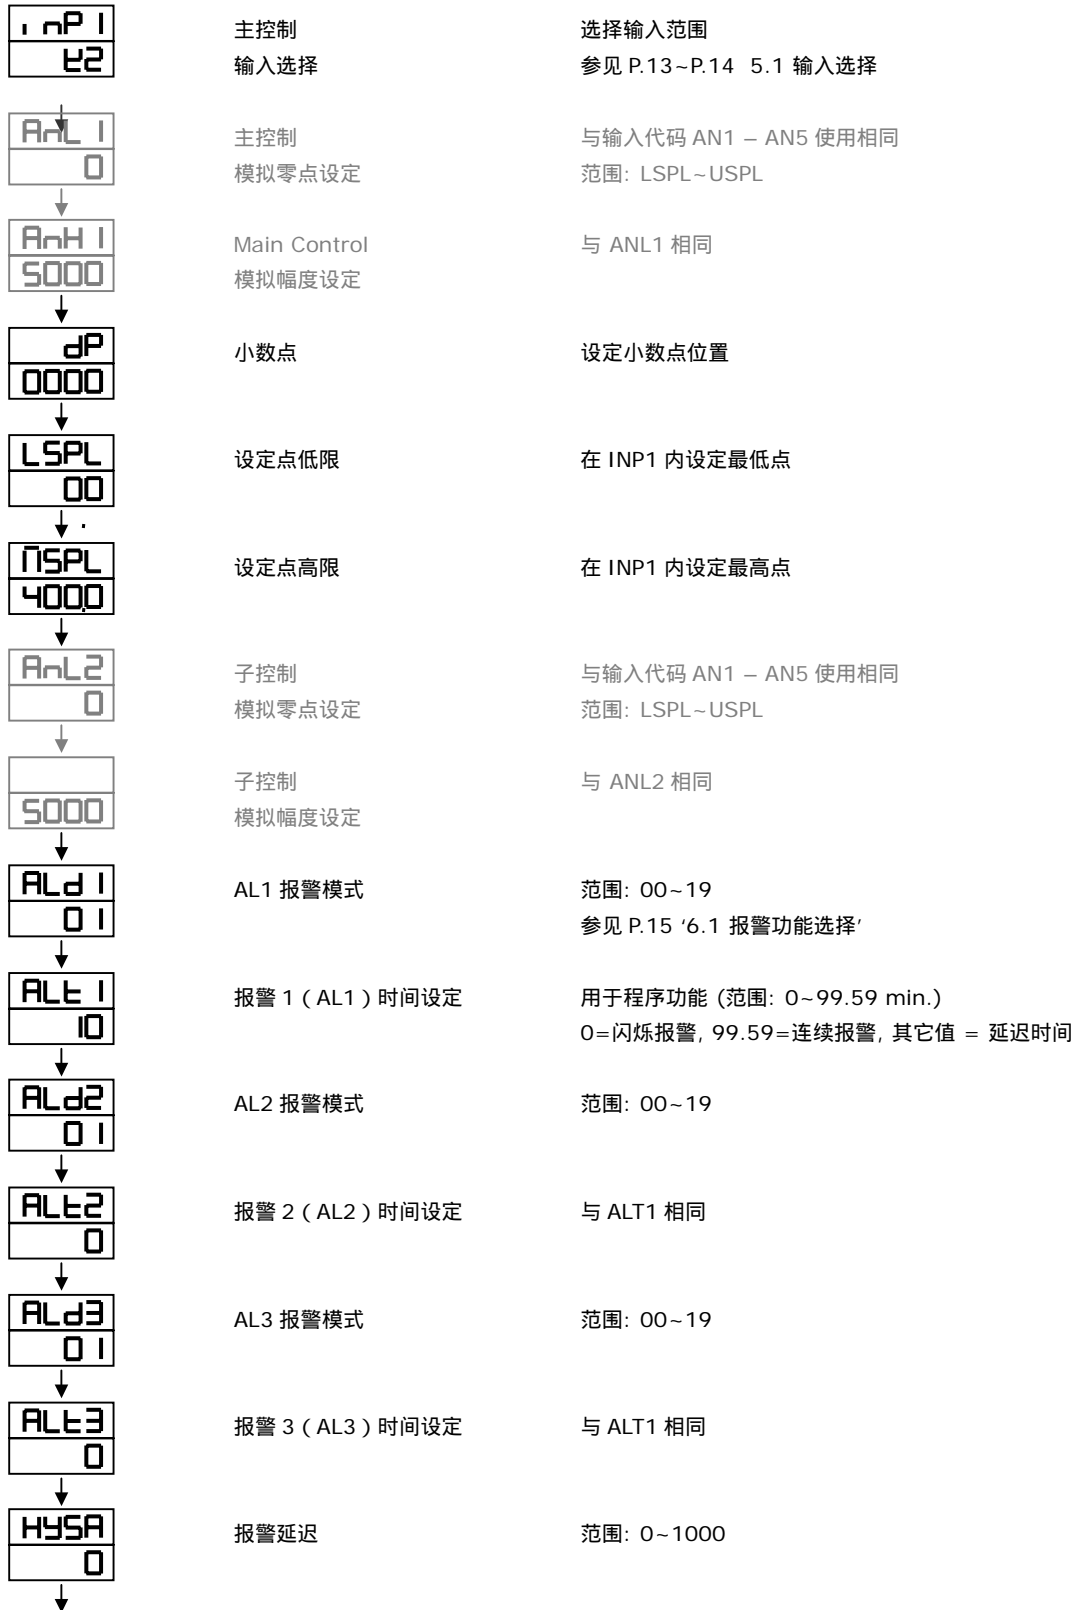 inP1 主控制 选择输入范围
t2 输入选择 参见 P.13~P.14 5.1 输入选择
AnL1 主控制 与输入代码 AN1 – AN5 使用相同
0 模拟零点设定 范围: LSPL~USPL
AnH1 Main Control 与 ANL1 相同
5000 模拟幅度设定
dP 小数点 设定小数点位置
0000
LSPL 设定点低限 在 INP1 内设定最低点
00
USPL 设定点高限 在 INP1 内设定最高点
400.0
AnL2 子控制 与输入代码 AN1 – AN5 使用相同
0 模拟零点设定 范围: LSPL~USPL
子控制 与 ANL2 相同
5000 模拟幅度设定
ALd1 AL1 报警模式 范围: 00~19
01 参见 P.15 ‘6.1 报警功能选择’
ALt1 报警 1（AL1）时间设定 用于程序功能 (范围: 0~99.59 min.)
10 0=闪烁报警, 99.59=连续报警, 其它值 = 延迟时间
ALd2 AL2 报警模式 范围: 00~19
01
ALt2 报警 2（AL2）时间设定 与 ALT1 相同
0
ALd3 AL3 报警模式 范围: 00~19
01
ALt3 报警 3（AL3）时间设定 与 ALT1 相同
0
HYSA 报警延迟 范围: 0~1000
0